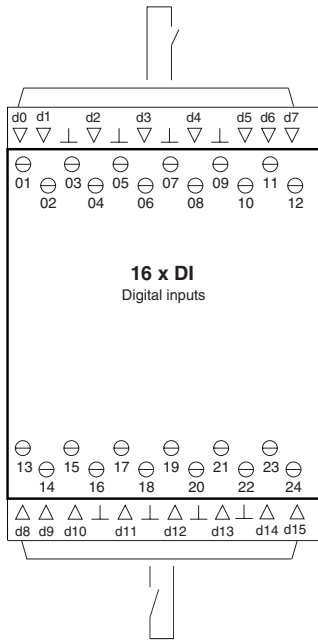 d0 d1 d2 d3 d4 d5 d6 d7
01 03 05 07 09 11
02 04 06 08 10 12
16 x DI
Digital inputs
13 15 17 19 21 23
14 16 18 20 22 24
d8 d9 d10 d11 d12 d13 d14 d15